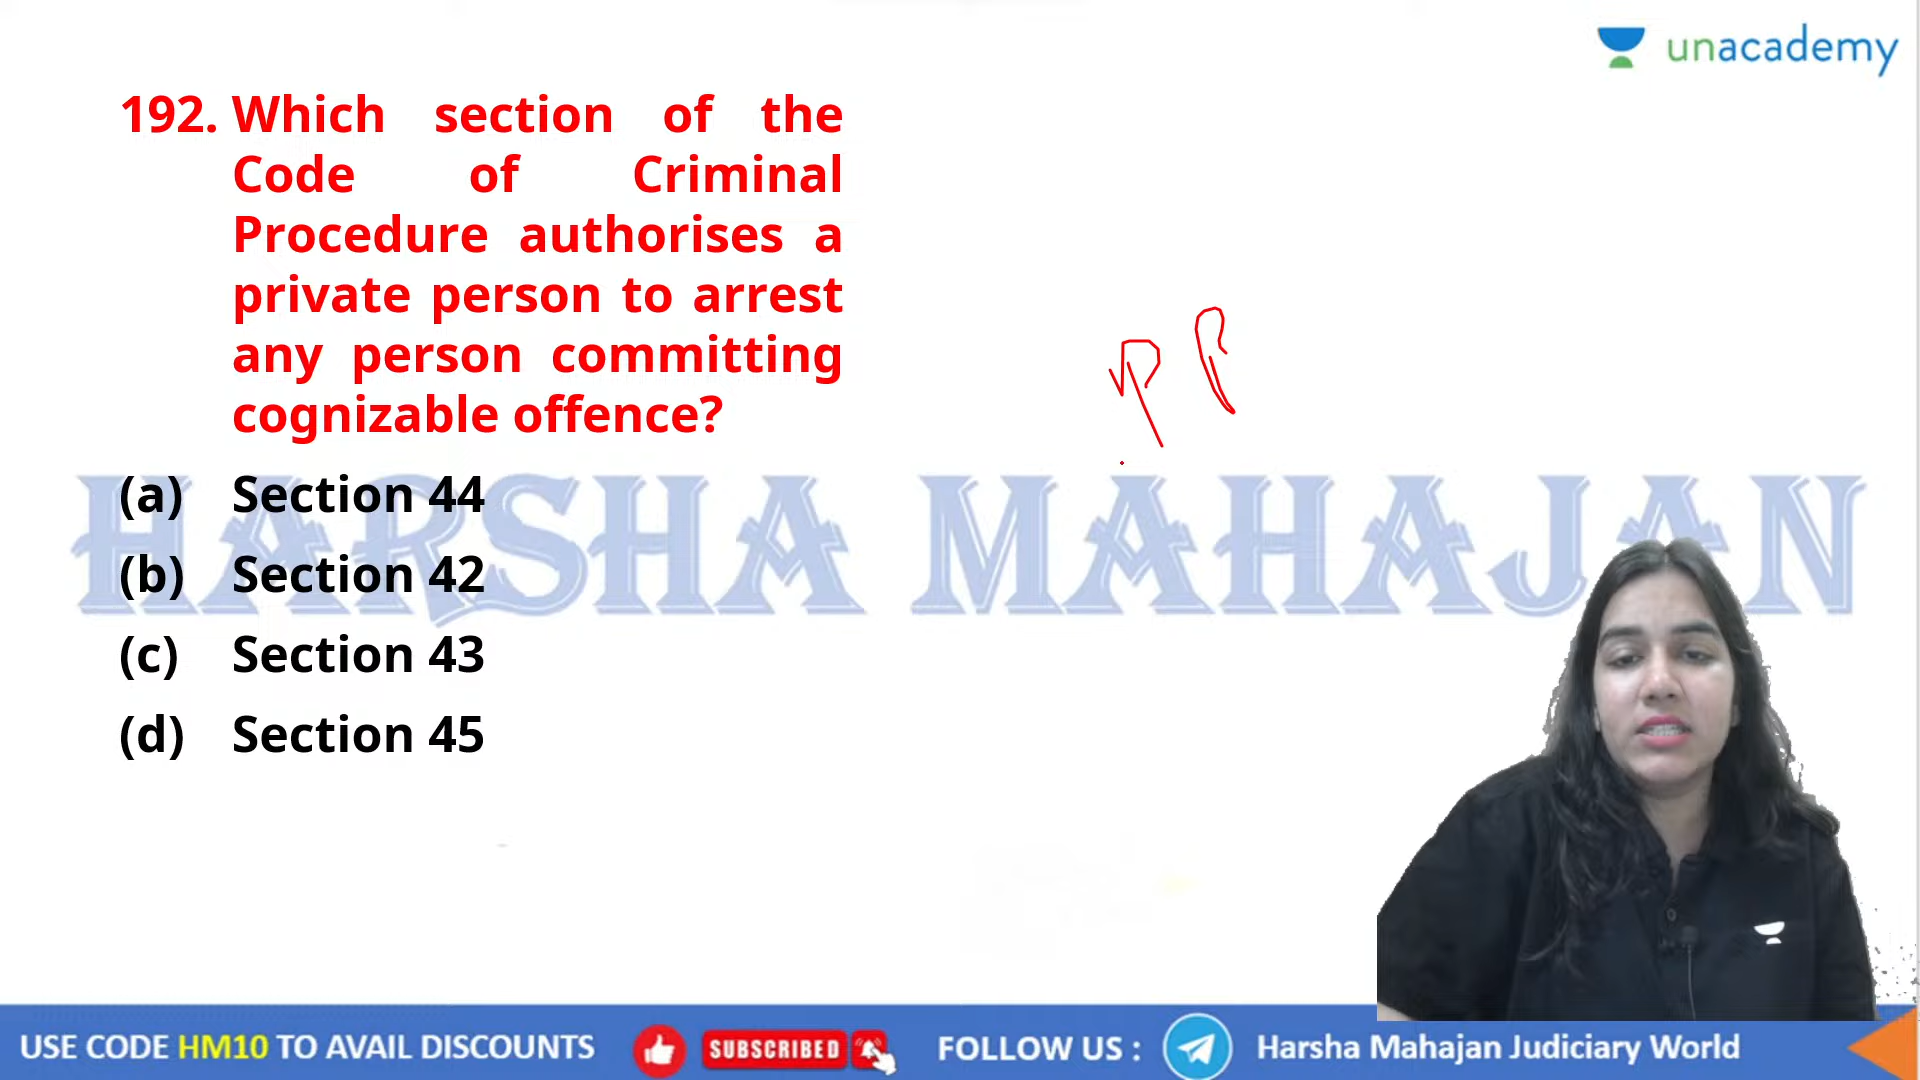 unacademy
192. Which section of the
Code of Criminal
Procedure authorises a
private person to arrest
any person committing
cognizable offence?
(a) Section 44
(b) Section 42
(c) Section 43
(d) Section 45
HARSHA MAHAJAN
P P
USE CODE HM10 TO AVAIL DISCOUNTS
SUBSCRIBED
FOLLOW US :
Harsha Mahajan Judiciary World